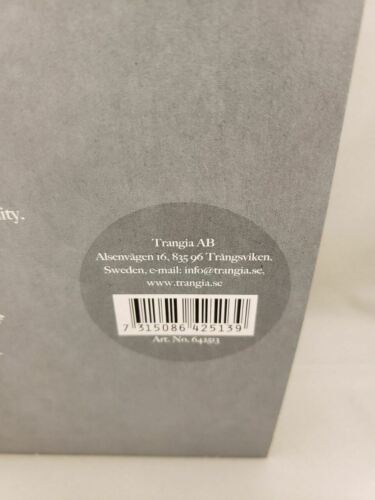 ity.
Trangia AB
Alsenvägen 16, 835 96 Trångsviken.
Sweden, e-mail: info@trangia.se,
www.trangia.se
7 315086 425139
Art. No. 642513